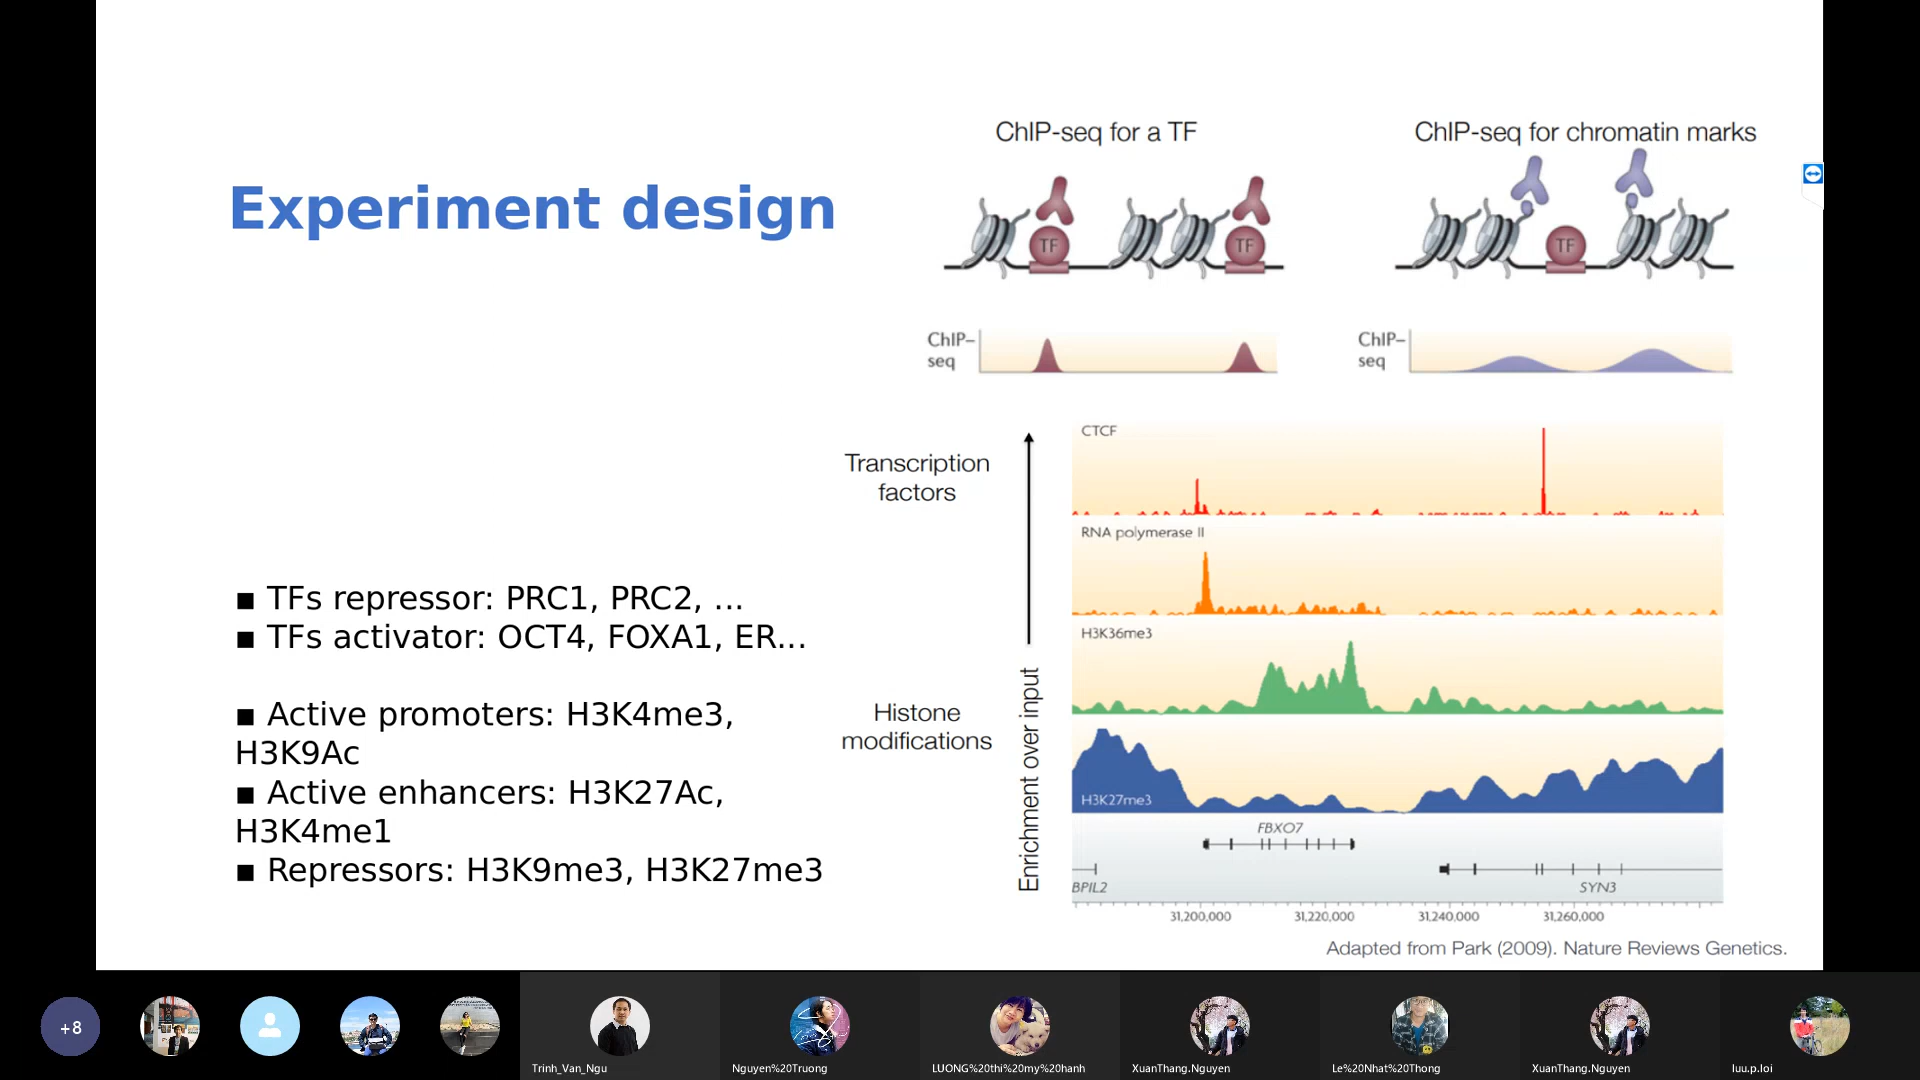 Experiment design
ChIP-seq for a TF
ChIP-seq for chromatin marks
TF
TF
TF
ChIP–
seq
ChIP–
seq
▪ TFs repressor: PRC1, PRC2, ...
▪ TFs activator: OCT4, FOXA1, ER...
▪ Active promoters: H3K4me3,
H3K9Ac
▪ Active enhancers: H3K27Ac,
H3K4me1
▪ Repressors: H3K9me3, H3K27me3
Transcription
factors
Histone
modifications
Enrichment over input
CTCF
RNA polymerase II
H3K36me3
H3K27me3
FBXO7
BPIL2
SYN3
31,200,000
31,220,000
31,240,000
31,260,000
Adapted from Park (2009). Nature Reviews Genetics.
+8
Trinh_Van_Ngu
Nguyen%20Truong
LUONG%20thi%20my%20hanh
XuanThang.Nguyen
Le%20Nhat%20Thong
XuanThang.Nguyen
luu.p.loi